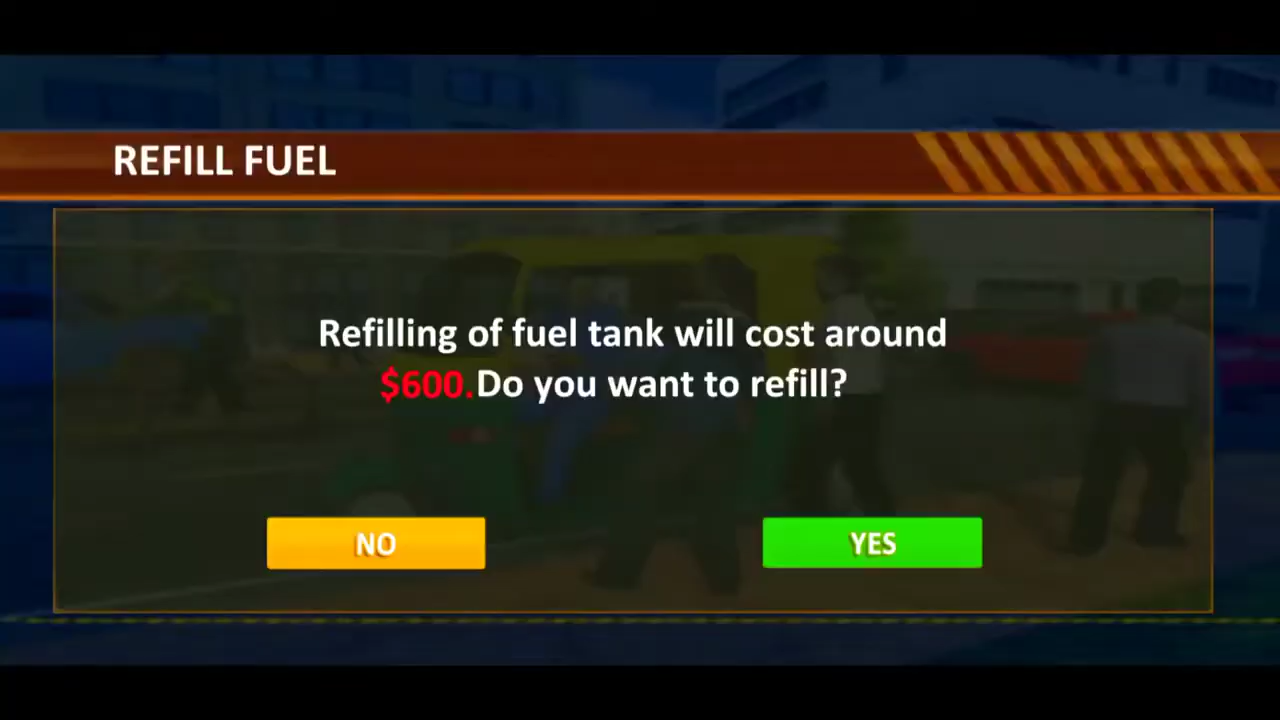 REFILL FUEL
Refilling of fuel tank will cost around
$600.Do you want to refill?
NO
YES